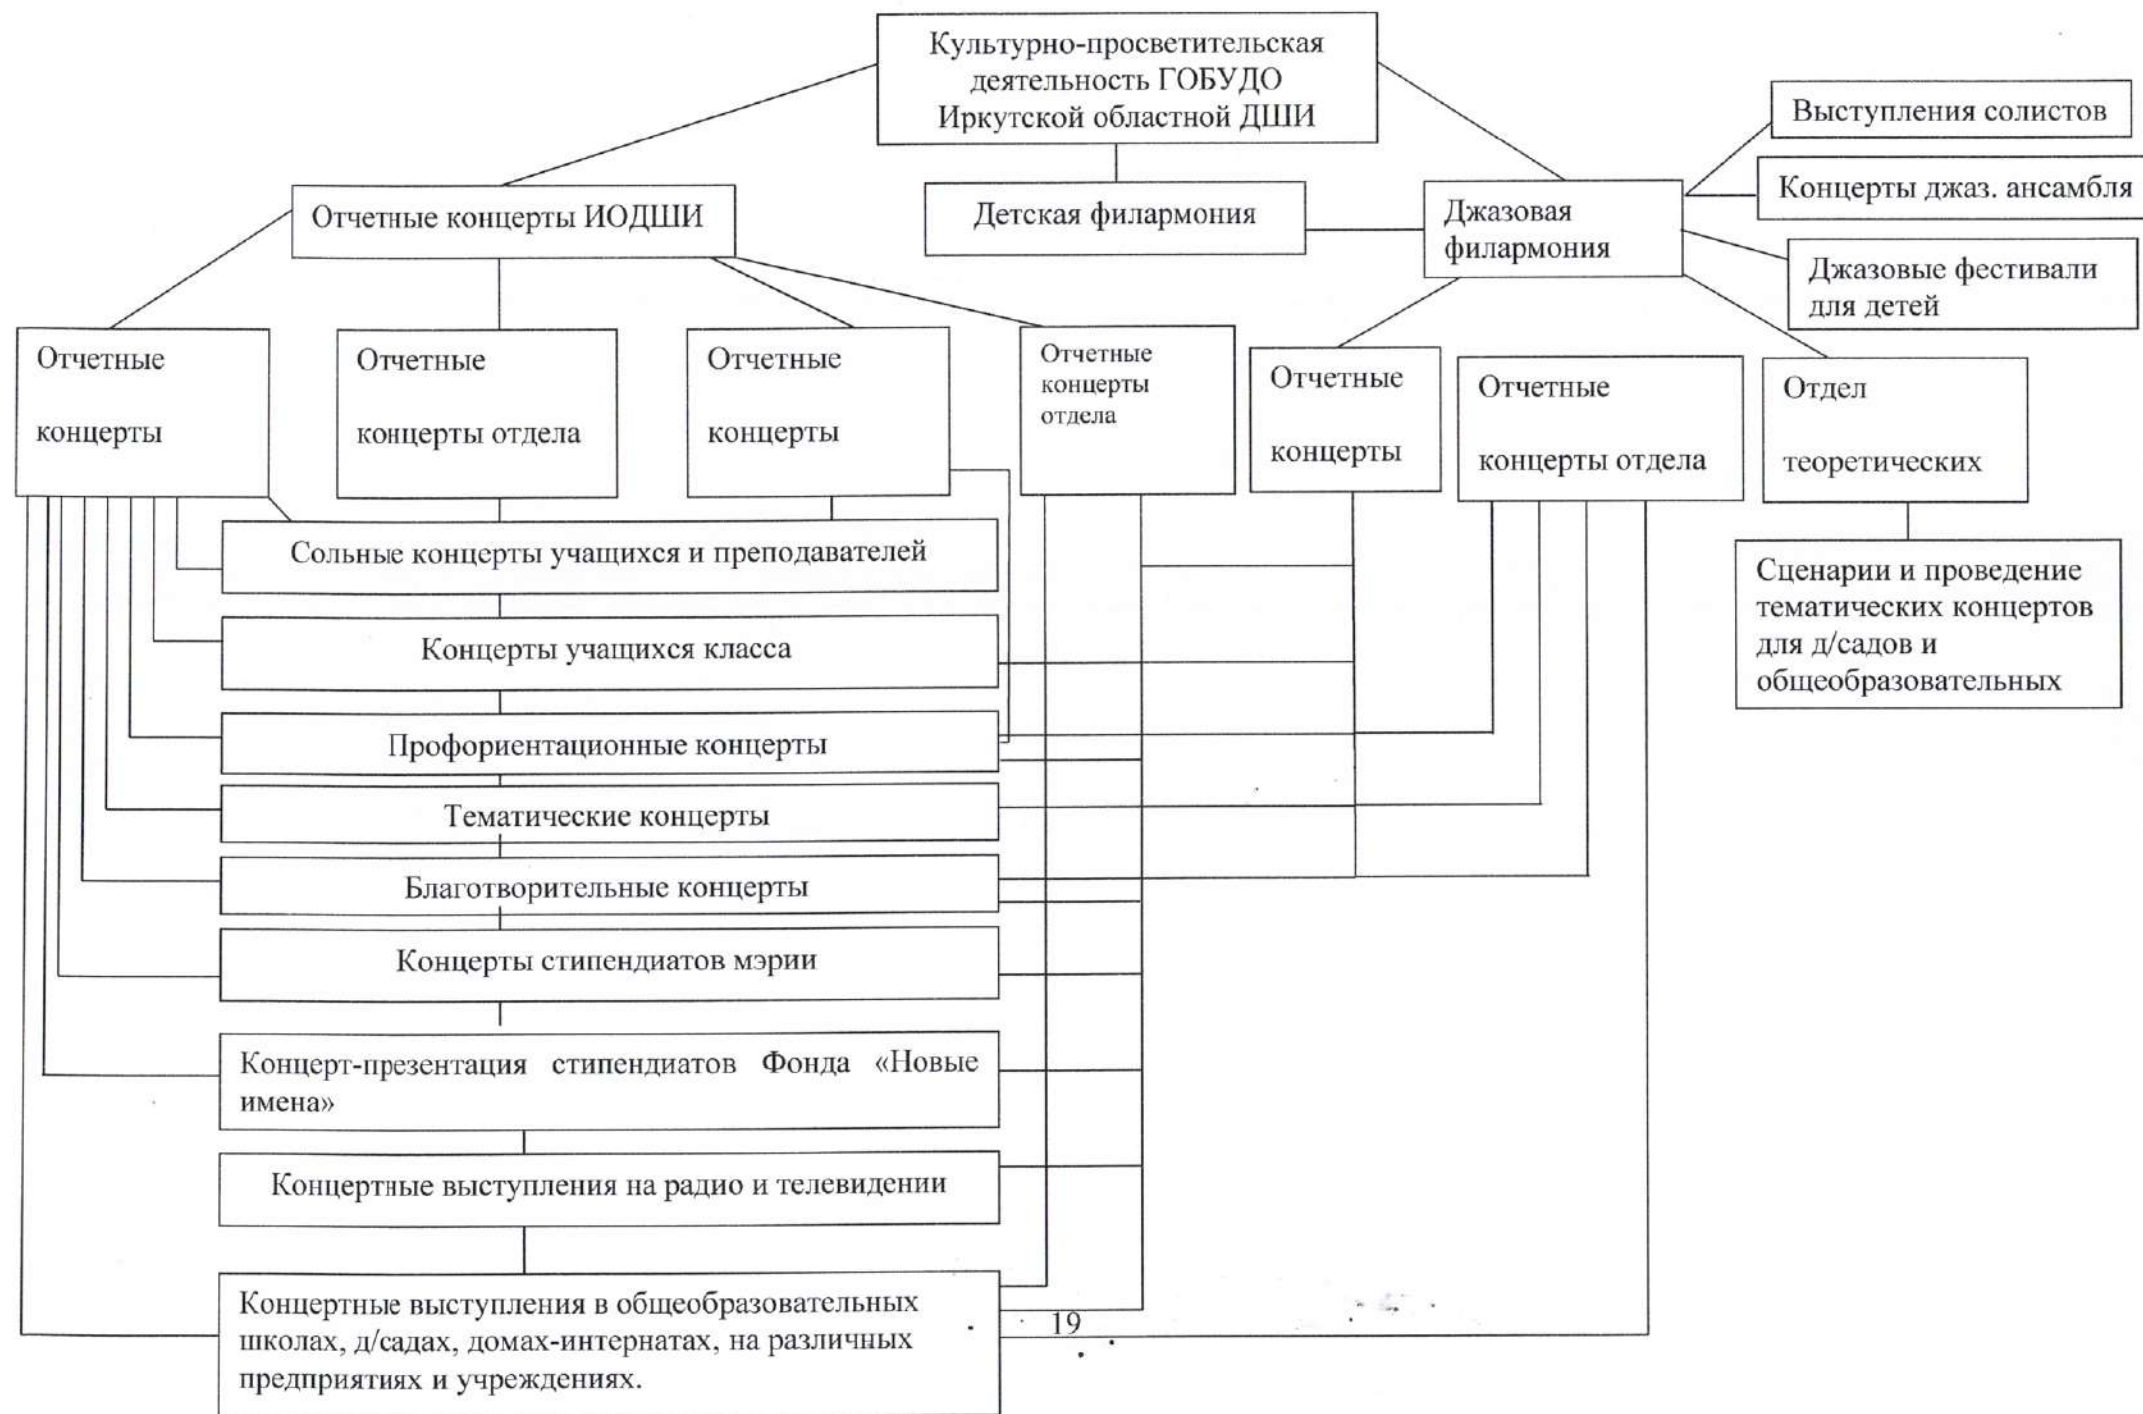 Культурно-просветительская
деятельность ГОБУДО
Иркутской областной ДШИ
Выступления солистов
Концерты джаз. ансамбля
Джазовые фестивали
для детей
Отчетные концерты ИОДШИ
Детская филармония
Джазовая
филармония
Отчетные
концерты
Отчетные
концерты отдела
Отчетные
концерты
Отчетные
концерты
отдела
Отчетные
концерты
Отчетные
концерты отдела
Отдел
теоретических
Сольные концерты учащихся и преподавателей
Концерты учащихся класса
Профориентационные концерты
Тематические концерты
Благотворительные концерты
Концерты стипендиатов мэрии
Концерт-презентация стипендиатов Фонда «Новые
имена»
Концертные выступления на радио и телевидении
Концертные выступления в общеобразовательных
школах, д/садах, домах-интернатах, на различных
предприятиях и учреждениях.
Сценарии и проведение
тематических концертов
для д/садов и
общеобразовательных
19